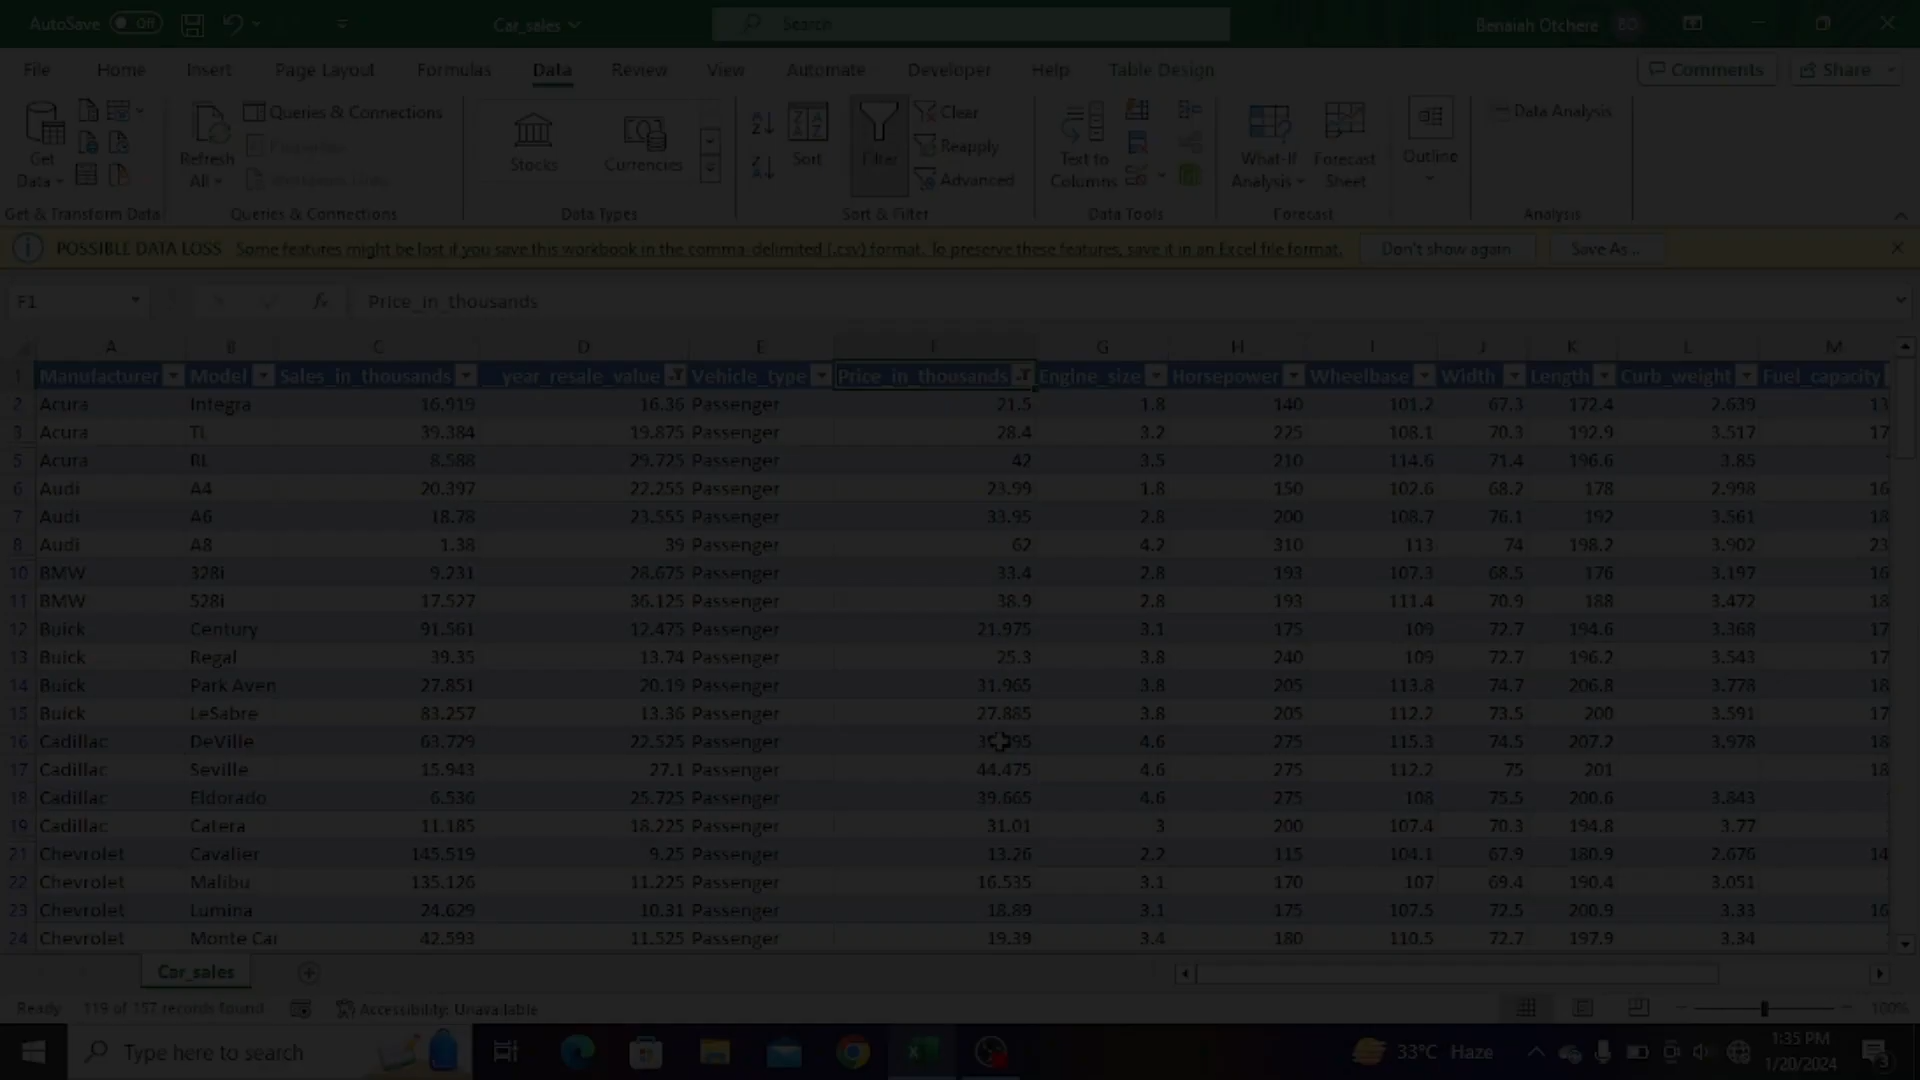 AutoSave Off Car_sales Search Benaiah Otchere BO
File Home Insert Page Layout Formulas Data Review View Automate Developer Help Table Design Comments Share
Get Data Refresh All Queries & Connections Stocks Currencies Sort Filter Clear Reapply Advanced Text to Columns What-If Analysis Forecast Sheet Outline Data Analysis
Get & Transform Data Queries & Connections Data Types Sort & Filter Data Tools Forecast Analysis
POSSIBLE DATA LOSS Some features might be lost if you save this workbook in the comma-delimited (.csv) format. To preserve these features, save it in an Excel file format. Don't show again Save As...
F1 fx Price_in_thousands
A B C D E F G H I J K L M
1 Manufacturer Model Sales_in_thousands __year_resale_value Vehicle_type Price_in_thousands Engine_size Horsepower Wheelbase Width Length Curb_weight Fuel_capacity
2 Acura Integra 16.919 16.36 Passenger 21.5 1.8 140 101.2 67.3 172.4 2.639 13
3 Acura TL 39.384 19.875 Passenger 28.4 3.2 225 108.1 70.3 192.9 3.517 17
5 Acura RL 8.588 29.725 Passenger 42 3.5 210 114.6 71.4 196.6 3.85
6 Audi A4 20.397 22.255 Passenger 23.99 1.8 150 102.6 68.2 178 2.998 16
7 Audi A6 18.78 23.555 Passenger 33.95 2.8 200 108.7 76.1 192 3.561 18
8 Audi A8 1.38 39 Passenger 62 4.2 310 113 74 198.2 3.902 23
10 BMW 328i 9.231 28.675 Passenger 33.4 2.8 193 107.3 68.5 176 3.197 16
11 BMW 528i 17.527 36.125 Passenger 38.9 2.8 193 111.4 70.9 188 3.472 18
12 Buick Century 91.561 12.475 Passenger 21.975 3.1 175 109 72.7 194.6 3.368 17
13 Buick Regal 39.35 13.74 Passenger 25.3 3.8 240 109 72.7 196.2 3.543 17
14 Buick Park Aven 27.851 20.19 Passenger 31.965 3.8 205 113.8 74.7 206.8 3.778 18
15 Buick LeSabre 83.257 13.36 Passenger 27.885 3.8 205 112.2 73.5 200 3.591 17
16 Cadillac DeVille 63.729 22.525 Passenger 4.6 275 115.3 74.5 207.2 3.978 18
17 Cadillac Seville 15.943 27.1 Passenger 44.475 4.6 275 112.2 75 201 18
18 Cadillac Eldorado 6.536 25.725 Passenger 39.665 4.6 275 108 75.5 200.6 3.843
19 Cadillac Catera 11.185 18.225 Passenger 31.01 3 200 107.4 70.3 194.8 3.77
21 Chevrolet Cavalier 145.519 9.25 Passenger 13.26 2.2 115 104.1 67.9 180.9 2.676 14
22 Chevrolet Malibu 135.126 11.225 Passenger 16.535 3.1 170 107 69.4 190.4 3.051
23 Chevrolet Lumina 24.629 10.31 Passenger 18.89 3.1 175 107.5 72.5 200.9 3.33 16
24 Chevrolet Monte Car 42.593 11.525 Passenger 19.39 3.4 180 110.5 72.7 197.9 3.34
Car_sales
Ready 119 of 157 records found Accessibility: Unavailable 100%
Type here to search 33°C Haze 1:35 PM
1/20/2024 3